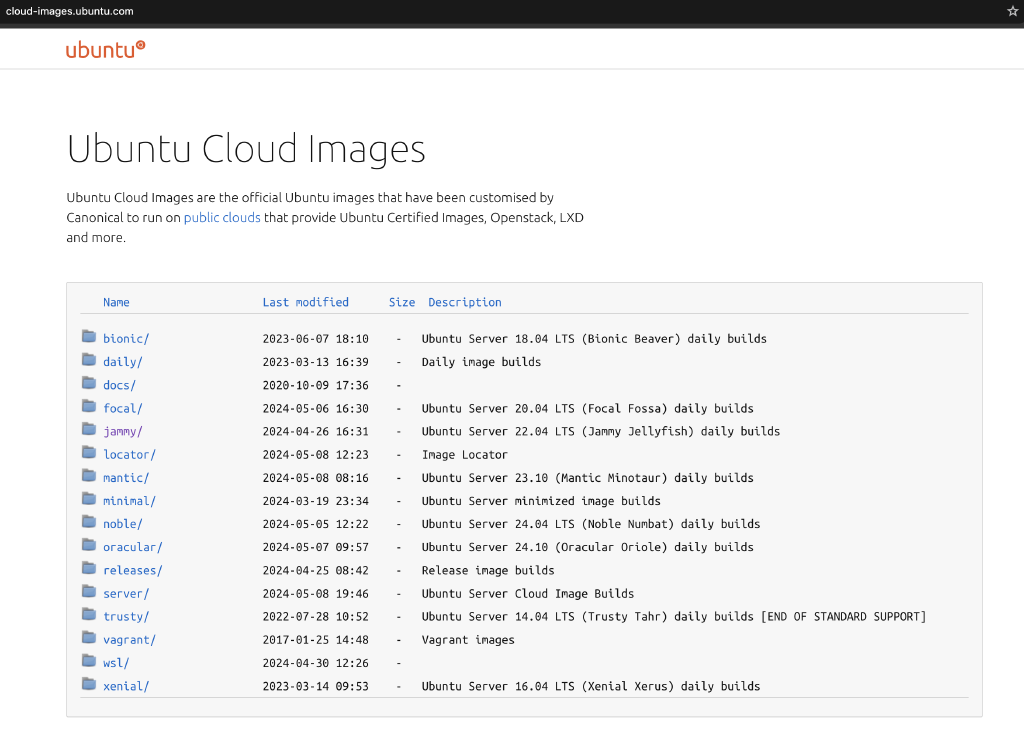 cloud-images.ubuntu.com
ubuntu
Ubuntu Cloud Images
Ubuntu Cloud Images are the official Ubuntu images that have been customised by
Canonical to run on public clouds that provide Ubuntu Certified Images, Openstack, LXD
and more.
Name Last modified Size Description
bionic/ 2023-06-07 18:10 - Ubuntu Server 18.04 LTS (Bionic Beaver) daily builds
daily/ 2023-03-13 16:39 - Daily image builds
docs/ 2020-10-09 17:36 -
focal/ 2024-05-06 16:30 - Ubuntu Server 20.04 LTS (Focal Fossa) daily builds
jammy/ 2024-04-26 16:31 - Ubuntu Server 22.04 LTS (Jammy Jellyfish) daily builds
locator/ 2024-05-08 12:23 - Image Locator
mantic/ 2024-05-08 08:16 - Ubuntu Server 23.10 (Mantic Minotaur) daily builds
minimal/ 2024-03-19 23:34 - Ubuntu Server minimized image builds
noble/ 2024-05-05 12:22 - Ubuntu Server 24.04 LTS (Noble Numbat) daily builds
oracular/ 2024-05-07 09:57 - Ubuntu Server 24.10 (Oracular Oriole) daily builds
releases/ 2024-04-25 08:42 - Release image builds
server/ 2024-05-08 19:46 - Ubuntu Server Cloud Image Builds
trusty/ 2022-07-28 10:52 - Ubuntu Server 14.04 LTS (Trusty Tahr) daily builds [END OF STANDARD SUPPORT]
vagrant/ 2017-01-25 14:48 - Vagrant images
wsl/ 2024-04-30 12:26 -
xenial/ 2023-03-14 09:53 - Ubuntu Server 16.04 LTS (Xenial Xerus) daily builds